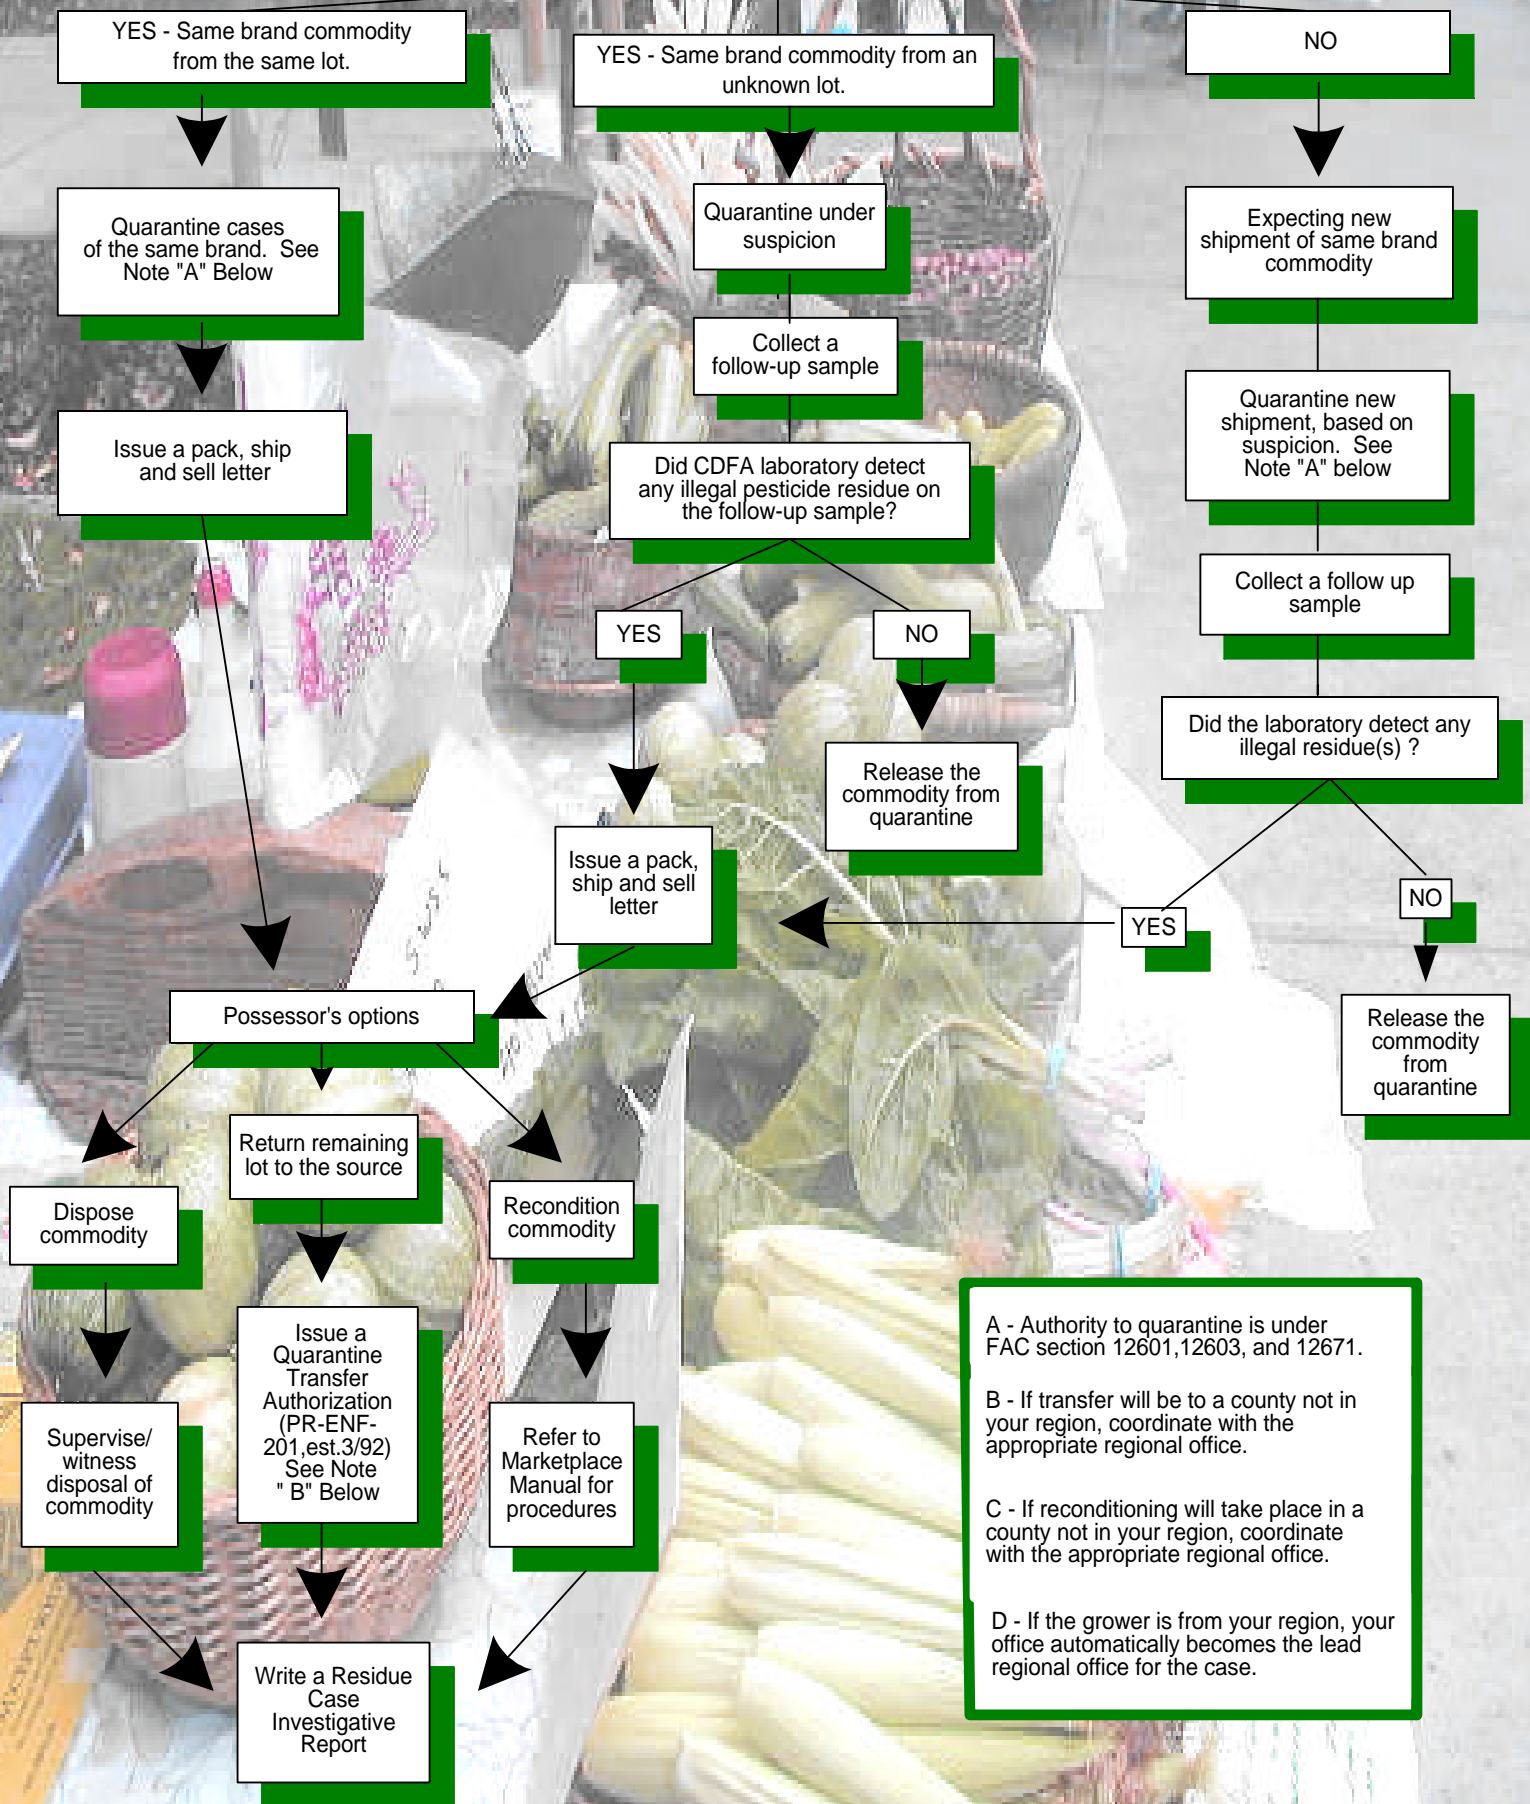 YES - Same brand commodity
from the same lot.
YES - Same brand commodity from an
unknown lot.
NO
Quarantine cases
of the same brand. See
Note "A" Below
Quarantine under
suspicion
Expecting new
shipment of same brand
commodity
Collect a
follow-up sample
Issue a pack, ship
and sell letter
Quarantine new
shipment, based on
suspicion. See
Note "A" below
Did CDFA laboratory detect
any illegal pesticide residue on
the follow-up sample?
Collect a follow up
sample
YES
NO
Did the laboratory detect any
illegal residue(s) ?
Release the
commodity from
quarantine
Issue a pack,
ship and sell
letter
YES
NO
Possessor's options
Release the
commodity
from
quarantine
Return remaining
lot to the source
Dispose
commodity
Recondition
commodity
Issue a
Quarantine
Transfer
Authorization
(PR-ENF-
201,est.3/92)
See Note
" B" Below
Supervise/
witness
disposal of
commodity
Refer to
Marketplace
Manual for
procedures
Write a Residue
Case
Investigative
Report
A - Authority to quarantine is under
FAC section 12601,12603, and 12671.
B - If transfer will be to a county not in
your region, coordinate with the
appropriate regional office.
C - If reconditioning will take place in a
county not in your region, coordinate
with the appropriate regional office.
D - If the grower is from your region, your
office automatically becomes the lead
regional office for the case.